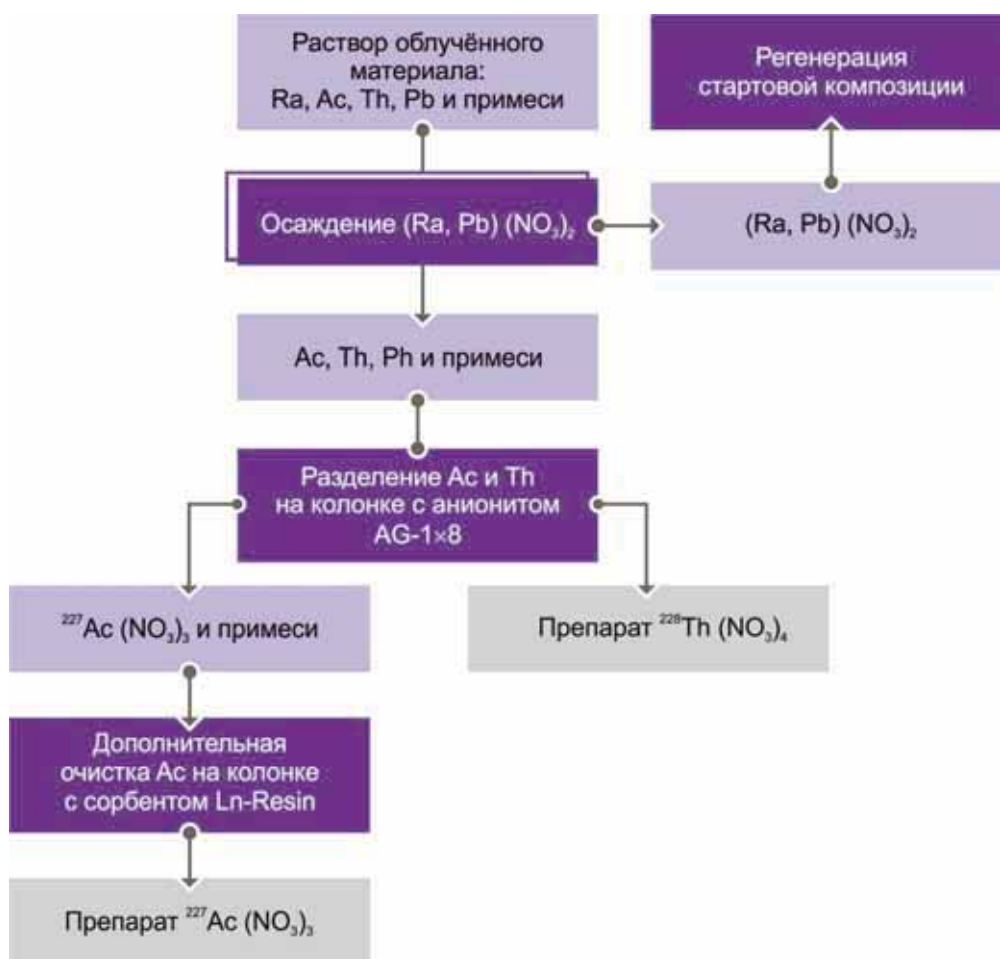 Раствор облучённого
материала:
Ra, Ac, Th, Pb и примеси
Регенерация
стартовой композиции
Осаждение (Ra, Pb) (NO₃)₂
(Ra, Pb) (NO₃)₂
Ac, Th, Ph и примеси
Разделение Ac и Th
на колонке с анионитом
AG-1×8
²²⁷Ac (NO₃)₃ и примеси
Препарат ²²⁸Th (NO₃)₄
Дополнительная
очистка Ac на колонке
с сорбентом Ln-Resin
Препарат ²²⁷Ac (NO₃)₃